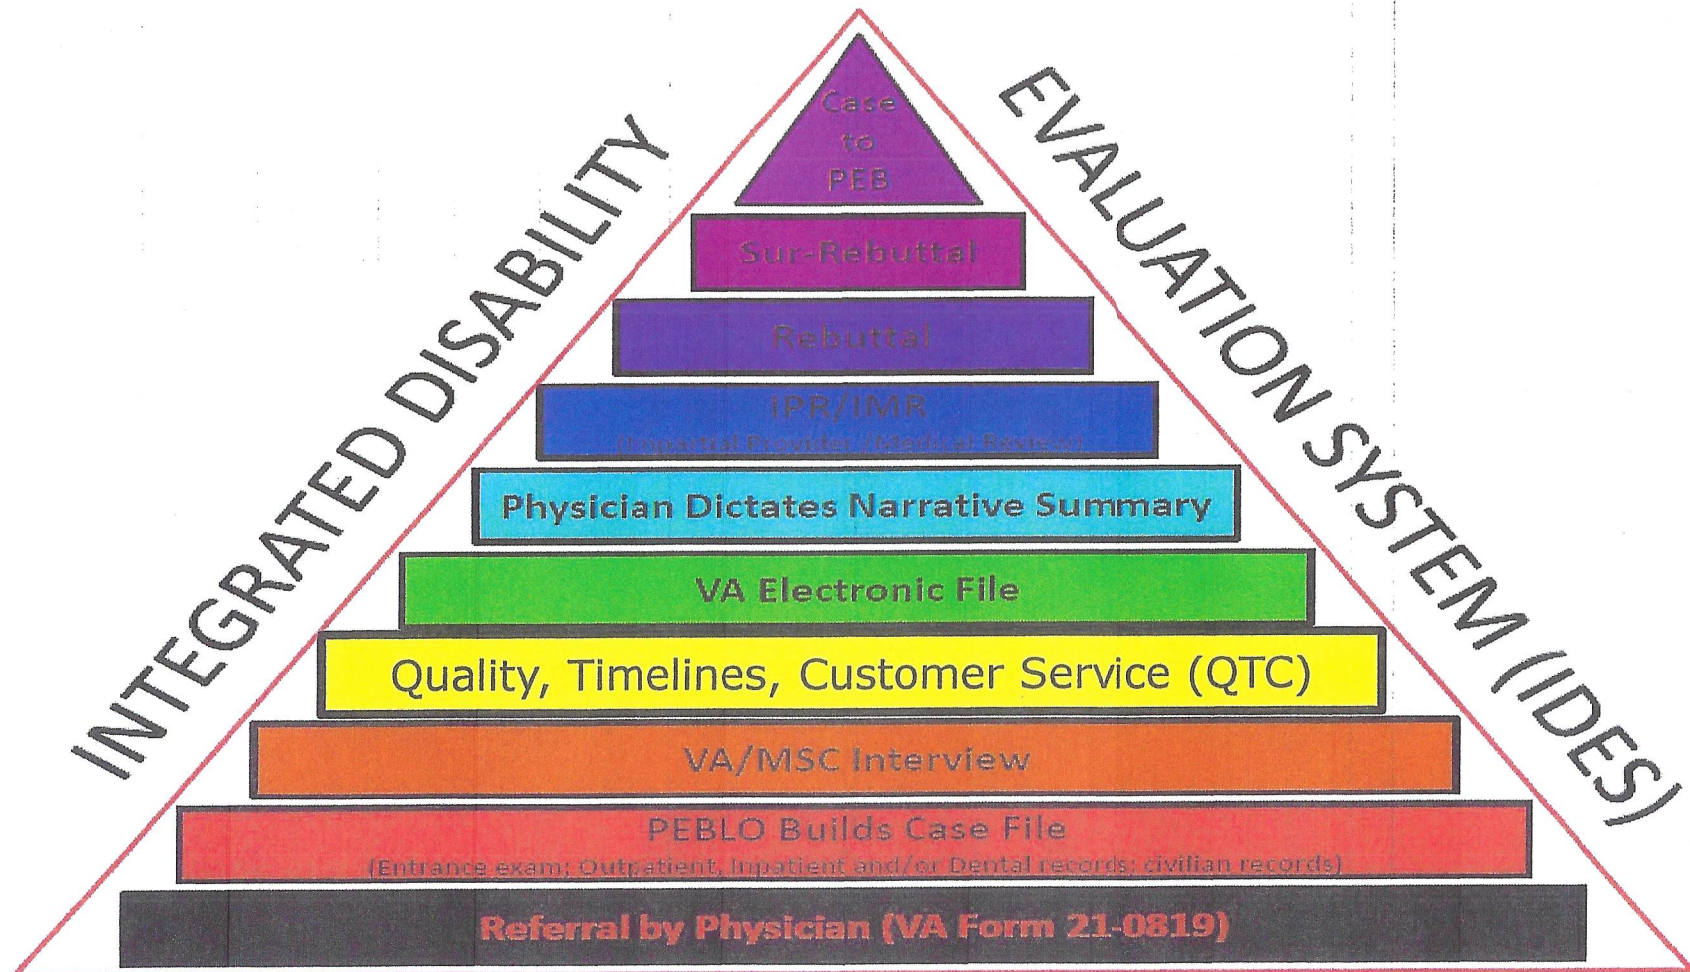 INTEGRATED DISABILITY
EVALUATION SYSTEM (IDES)
Case
to
PEB
Sur-Rebuttal
Rebuttal
IPR/IMR
(Impartial Provider /Medical Review)
Physician Dictates Narrative Summary
VA Electronic File
Quality, Timelines, Customer Service (QTC)
VA/MSC Interview
PEBLO Builds Case File
(Entrance exam; Outpatient, Inpatient and/or Dental records; civilian records)
Referral by Physician (VA Form 21-0819)